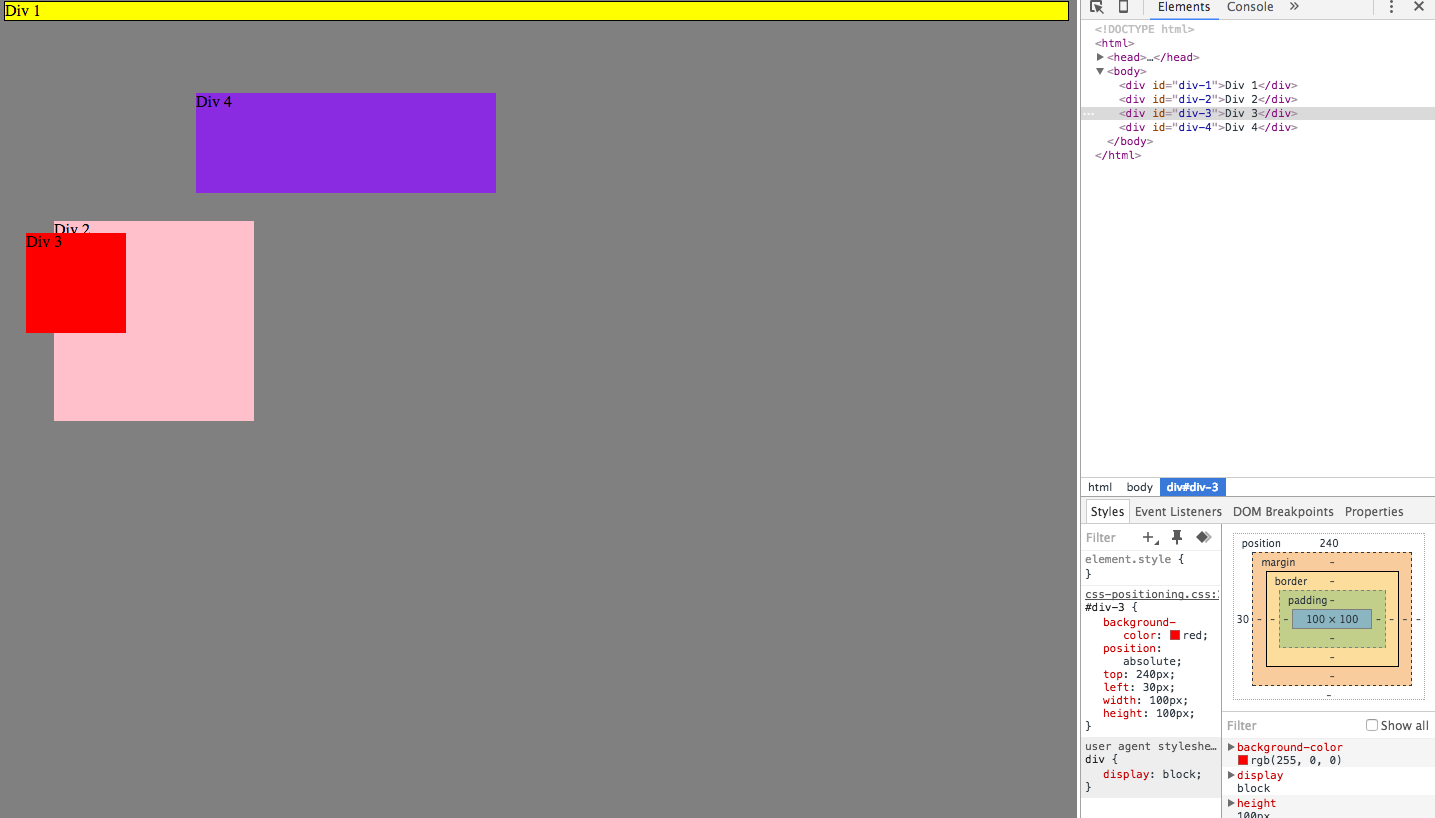 Div 1
Div 4
Div 2
Div 3
Elements Console »
<!DOCTYPE html>
<html>
<head>…</head>
<body>
<div id="div-1">Div 1</div>
<div id="div-2">Div 2</div>
… <div id="div-3">Div 3</div>
<div id="div-4">Div 4</div>
</body>
</html>
html body div#div-3
Styles Event Listeners DOM Breakpoints Properties
Filter
element.style {
}
css-positioning.css:
#div-3 {
background-
color: red;
position:
absolute;
top: 240px;
left: 30px;
width: 100px;
height: 100px;
}
user agent styleshe…
div {
display: block;
}
position 240
margin -
border -
padding -
30 - - - 100 × 100 - - - -
-
-
-
-
Filter Show all
background-color
rgb(255, 0, 0)
display
block
height
100px